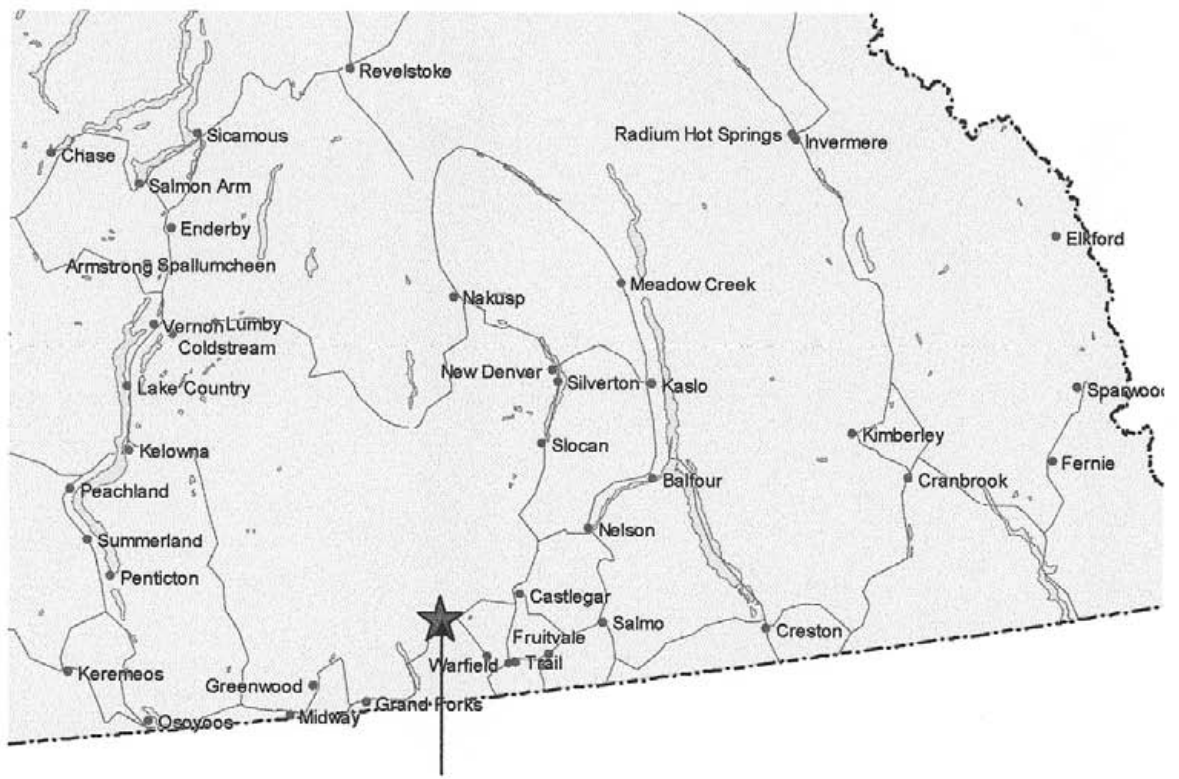 Revelstoke
Sicamous
Radium Hot Springs
Invermere
Chase
Salmon Arm
Enderby
Elkford
Armstrong Spallumcheen
Meadow Creek
Nakusp
Vernon Lumby
Coldstream
New Denver
Silverton
Kaslo
Lake Country
Sparwood
Kimberley
Slocan
Kelowna
Fernie
Balfour
Cranbrook
Peachland
Nelson
Summerland
Penticton
Castlegar
Salmo
Creston
Fruitvale
Warfield
Trail
Keremeos
Greenwood
Grand Forks
Midway
Osoyoos